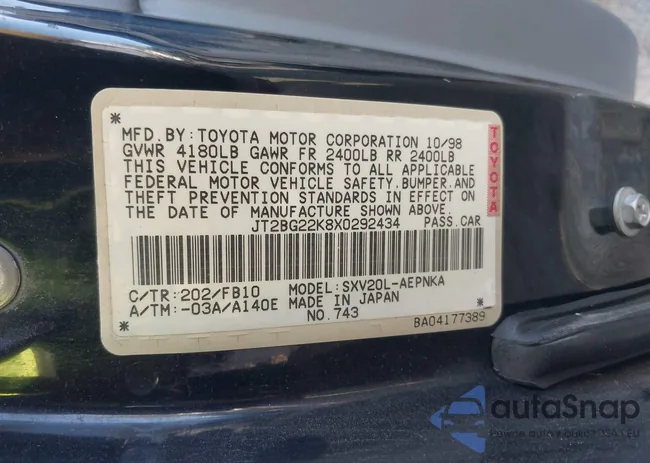 MFD.BY:TOYOTA MOTOR CORPORATION 10/98
GVWR 4180LB GAWR FR 2400LB RR 2400LB
THIS VEHICLE CONFORMS TO ALL APPLICABLE
FEDERAL MOTOR VEHICLE SAFETY.BUMPER.AND
THEFT PREVENTION STANDARDS IN EFFECT ON
THE DATE OF MANUFACTURE SHOWN ABOVE.
JT2BG22K8X0292434 PASS.CAR
TOYOTA
C/TR:202/FB10 MODEL:SXV20L-AEPNKA
A/TM:-03A/A140E MADE IN JAPAN
NO.743
BA04177389
autaSnap